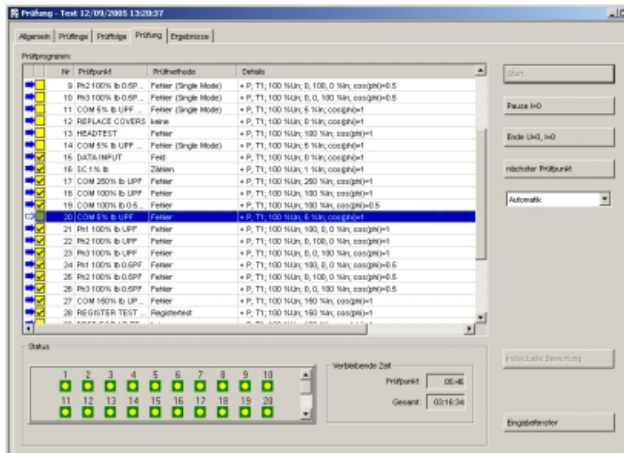 Prüfung - Test 12/09/2005 13:20:37
Allgemein Prüflinge Prüffolge Prüfung Ergebnisse
Prüfprogramm:
Nr Prüfpunkt Prüfmethode Details
9 Ph2 100% Ib 0.5P... Fehler (Single Mode) + P; T1; 100 %Un; 0, 100, 0 %In; cos(phi)=0.5
10 Ph3 100% Ib 0.5P... Fehler (Single Mode) + P; T1; 100 %Un; 0, 0, 100 %In; cos(phi)=0.5
11 COM 5% Ib UPF ... Fehler (Single Mode) + P; T1; 100 %Un; 5 %In; cos(phi)=1
12 REPLACE COVERS keine + P; T1; 100 %Un; 0 %In; cos(phi)=1
13 HEADTEST Fehler + P; T1; 100 %Un; 100 %In; cos(phi)=1
14 COM 5% Ib UPF ... Fehler (Single Mode) + P; T1; 100 %Un; 5 %In; cos(phi)=1
15 DATA INPUT Feld + P; T1; 100 %Un; 0 %In; cos(phi)=1
16 SC 1% Ib Zählen + P; T1; 100 %Un; 1 %In; cos(phi)=1
17 COM 250% Ib UPF Fehler + P; T1; 100 %Un; 250 %In; cos(phi)=1
18 COM 100% Ib UPF Fehler + P; T1; 100 %Un; 100 %In; cos(phi)=1
19 COM 100% Ib 0.5... Fehler + P; T1; 100 %Un; 100 %In; cos(phi)=0.5
20 COM 5% Ib UPF Fehler + P; T1; 100 %Un; 5 %In; cos(phi)=1
21 Ph1 100% Ib UPF Fehler + P; T1; 100 %Un; 100, 0, 0 %In; cos(phi)=1
22 Ph2 100% Ib UPF Fehler + P; T1; 100 %Un; 0, 100, 0 %In; cos(phi)=1
23 Ph3 100% Ib UPF Fehler + P; T1; 100 %Un; 0, 0, 100 %In; cos(phi)=1
24 Ph1 100% Ib 0.5PF Fehler + P; T1; 100 %Un; 100, 0, 0 %In; cos(phi)=0.5
25 Ph2 100% Ib 0.5PF Fehler + P; T1; 100 %Un; 0, 100, 0 %In; cos(phi)=0.5
26 Ph3 100% Ib 0.5PF Fehler + P; T1; 100 %Un; 0, 0, 100 %In; cos(phi)=0.5
27 COM 150% Ib UP... Fehler + P; T1; 100 %Un; 150 %In; cos(phi)=1
28 REGISTER TEST ... Registertest + P; T1; 100 %Un; 150 %In; cos(phi)=1
Start
Pause I=0
Ende U=0, I=0
nächster Prüfpunkt
Automatik
Status
1 2 3 4 5 6 7 8 9 10
11 12 13 14 15 16 17 18 19 20
Verbleibende Zeit
Prüfpunkt: 05:45
Gesamt: 03:16:34
Individuelle Bewertung
Eingabefenster